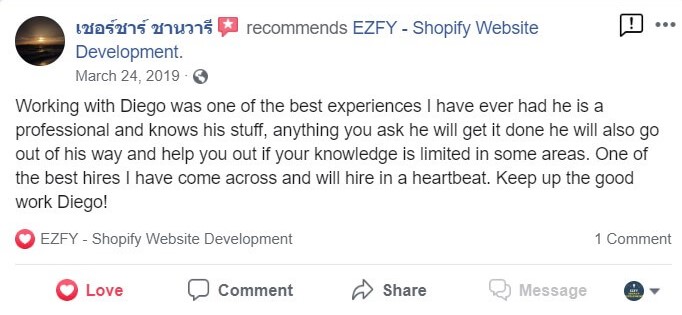 เชอร์ชาร์ ชานวารี recommends EZFY - Shopify Website
Development.
March 24, 2019 ·
Working with Diego was one of the best experiences I have ever had he is a
professional and knows his stuff, anything you ask he will get it done he will also go
out of his way and help you out if your knowledge is limited in some areas. One of
the best hires I have come across and will hire in a heartbeat. Keep up the good
work Diego!
EZFY - Shopify Website Development 1 Comment
Love Comment Share Message